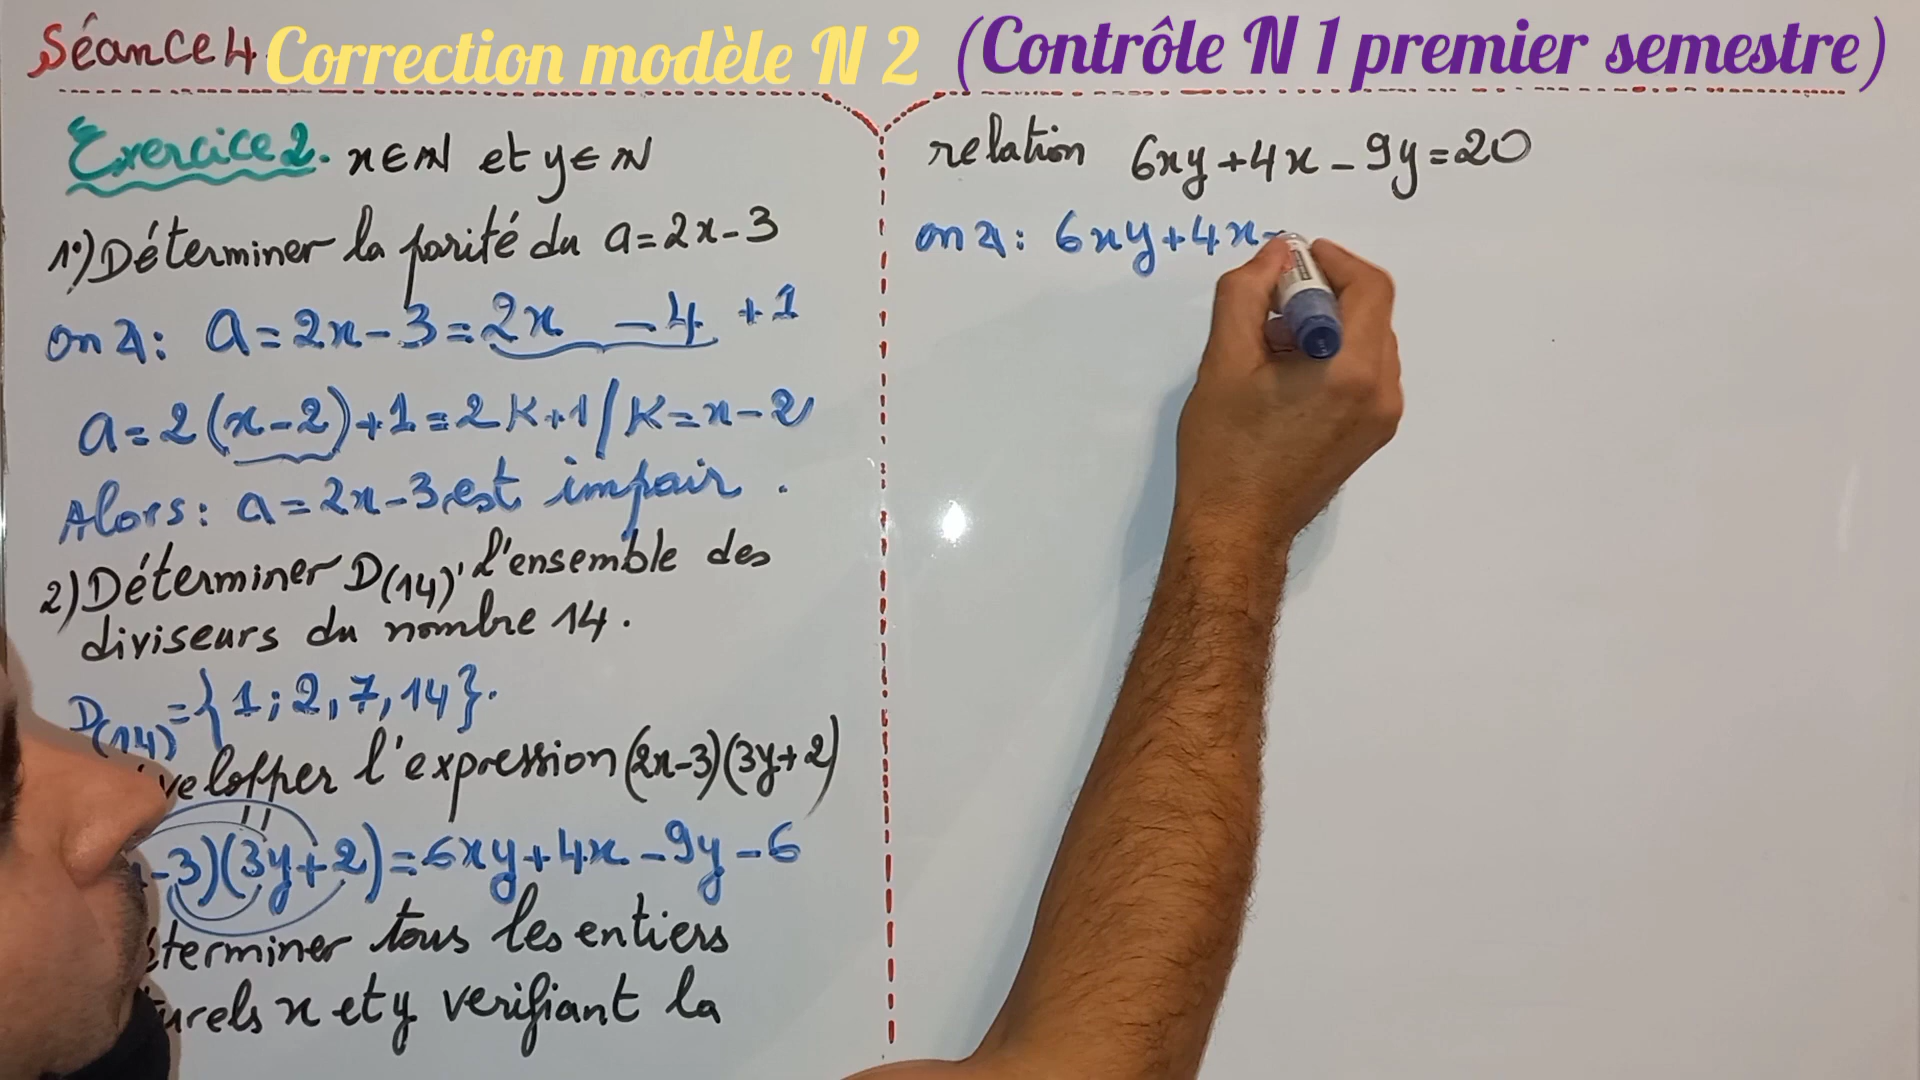 Séance 4 Correction modèle N 2 (Contrôle N 1 premier semestre)
Exercice 2. x∈ℕ et y∈ℕ
1°) Déterminer la parité du a=2x-3
on a: a=2x-3=2x -4 +1
a=2(x-2)+1=2K+1/K=x-2
Alors: a=2x-3 est impair.
2) Déterminer D(14), l'ensemble des
diviseurs du nombre 14.
D(14)={1;2,7,14}.
velopper l'expression (2x-3)(3y+2)
-3)(3y+2)=6xy+4x-9y-6
terminer tous les entiers
urels x et y verifiant la
relation 6xy+4x-9y=20
on a: 6xy+4x-